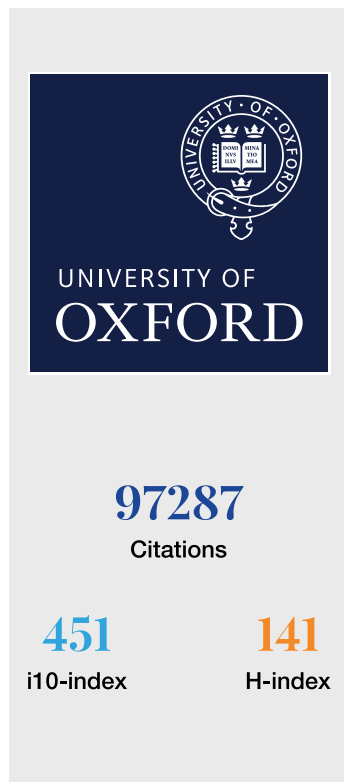 UNIVERSITY · OF · OXFORD
DOMI MINA
NVS TIO
ILLV MEA
UNIVERSITY OF
OXFORD
97287
Citations
451 141
i10-index H-index